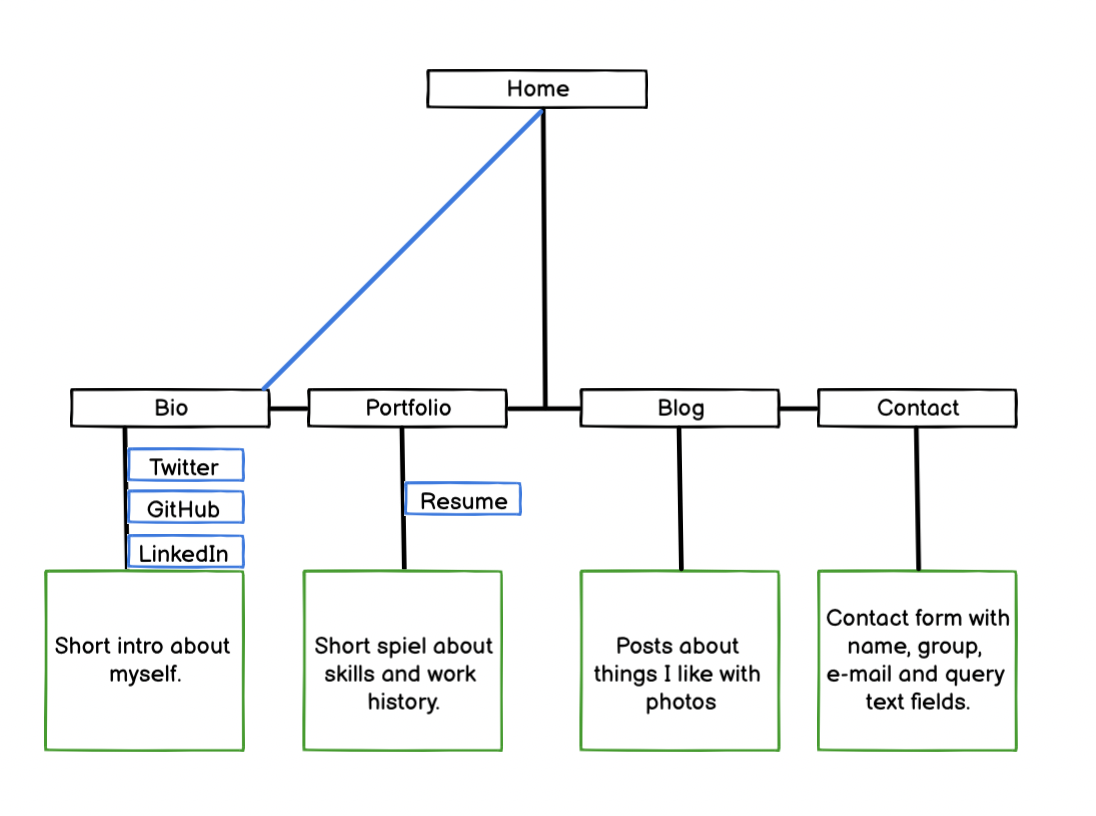 Home
Bio
Portfolio
Blog
Contact
Twitter
GitHub
LinkedIn
Resume
Short intro about
myself.
Short spiel about
skills and work
history.
Posts about
things I like with
photos
Contact form with
name, group,
e-mail and query
text fields.